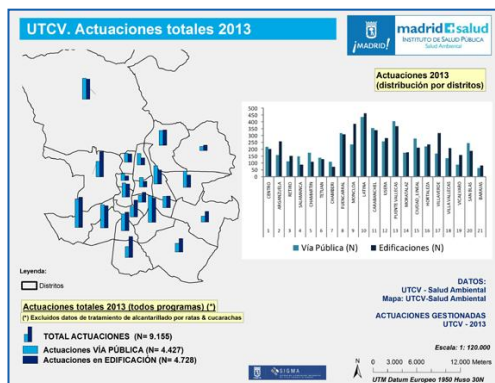 UTCV. Actuaciones totales 2013
¡MADRID!
madrid+salud
INSTITUTO DE SALUD PÚBLICA
Salud Ambiental
Actuaciones 2013
(distribución por distritos)
500
450
400
350
300
250
200
150
100
50
0
CENTRO
ARGANZUELA
RETIRO
SALAMANCA
CHAMARTIN
TETUAN
CHAMBERI
FUENCARRAL
MONCLOA
LATINA
CARABANCHEL
USERA
PUENTE VALLECAS
MORATALAZ
CIUDAD LINEAL
HORTALEZA
VILLAVERDE
VILLA VALLECAS
VICALVARO
SAN BLAS
BARAJAS
1 2 3 4 5 6 7 8 9 10 11 12 13 14 15 16 17 18 19 20 21
Vía Pública (N) Edificaciones (N)
Leyenda:
Distritos
Actuaciones totales 2013 (todos programas) (*)
(*) Excluidos datos de tratamiento de alcantarillado por ratas & cucarachas
TOTAL ACTUACIONES (N= 9.155)
Actuaciones VÍA PÚBLICA (N= 4.427)
Actuaciones en EDIFICACIÓN (N= 4.728)
DATOS:
UTCV - Salud Ambiental
Mapa: UTCV-Salud Ambiental
ACTUACIONES GESTIONADAS
UTCV - 2013
Escala: 1: 120.000
SIGMA
N
0 3.000 6.000 12.000 Meters
UTM Datum Europeo 1950 Huso 30N